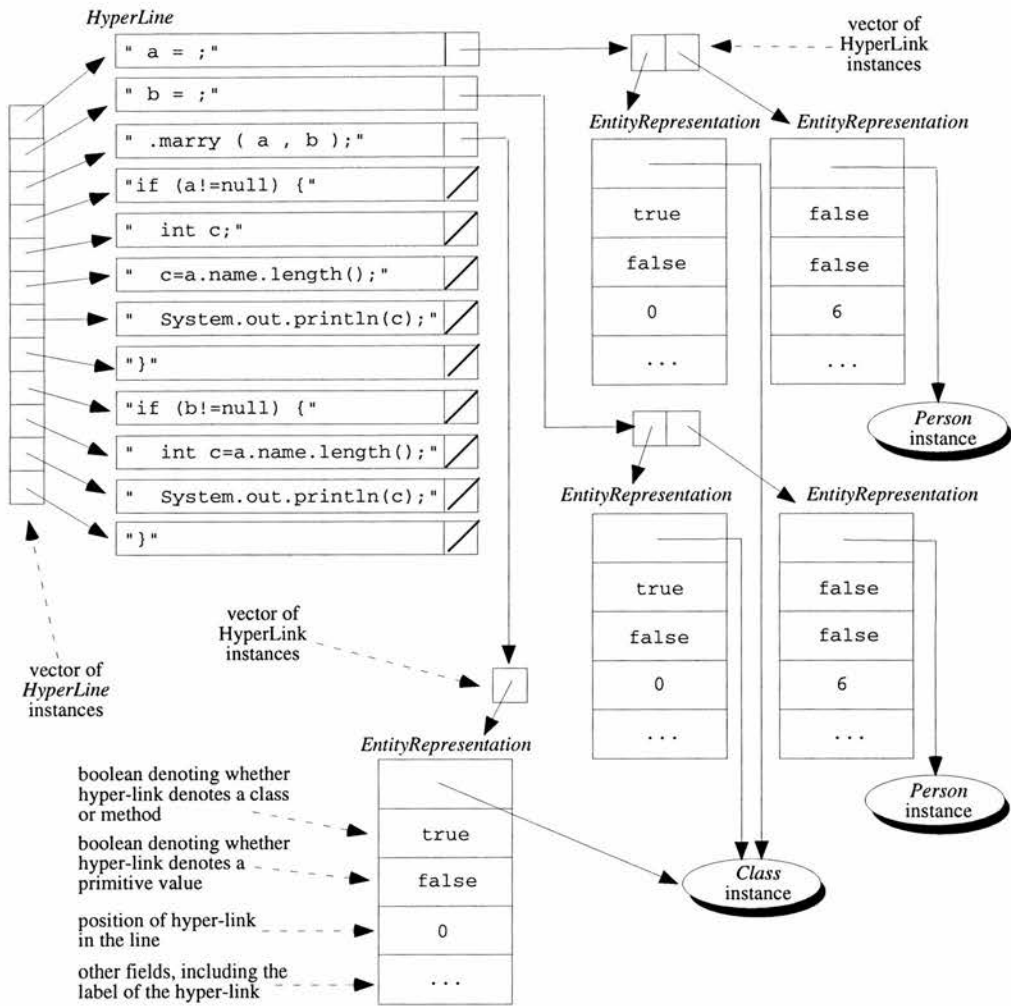 HyperLine
" a = ;"
" b = ;"
" .marry ( a , b );"
"if (a!=null) {"
"  int c;"
"  c=a.name.length();"
"  System.out.println(c);"
"}"
"if (b!=null) {"
"  int c=a.name.length();"
"  System.out.println(c);"
"}"
vector of
HyperLine
instances
vector of
HyperLink
instances
EntityRepresentation
true
false
0
...
EntityRepresentation
false
false
6
...
Person
instance
EntityRepresentation
true
false
0
...
EntityRepresentation
false
false
6
...
Person
instance
vector of
HyperLink
instances
EntityRepresentation
true
false
0
...
boolean denoting whether
hyper-link denotes a class
or method
boolean denoting whether
hyper-link denotes a
primitive value
position of hyper-link
in the line
other fields, including the
label of the hyper-link
Class
instance